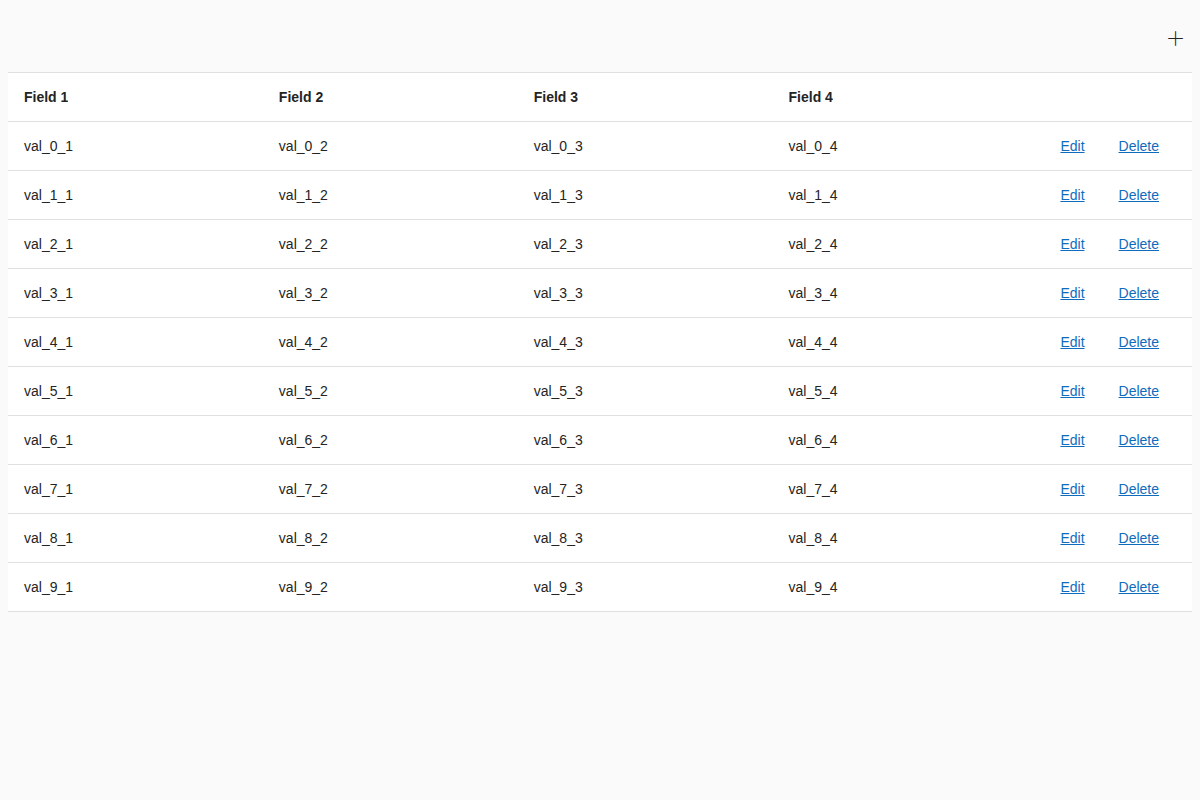 Field 1 Field 2 Field 3 Field 4
val_0_1 val_0_2 val_0_3 val_0_4 Edit Delete
val_1_1 val_1_2 val_1_3 val_1_4 Edit Delete
val_2_1 val_2_2 val_2_3 val_2_4 Edit Delete
val_3_1 val_3_2 val_3_3 val_3_4 Edit Delete
val_4_1 val_4_2 val_4_3 val_4_4 Edit Delete
val_5_1 val_5_2 val_5_3 val_5_4 Edit Delete
val_6_1 val_6_2 val_6_3 val_6_4 Edit Delete
val_7_1 val_7_2 val_7_3 val_7_4 Edit Delete
val_8_1 val_8_2 val_8_3 val_8_4 Edit Delete
val_9_1 val_9_2 val_9_3 val_9_4 Edit Delete